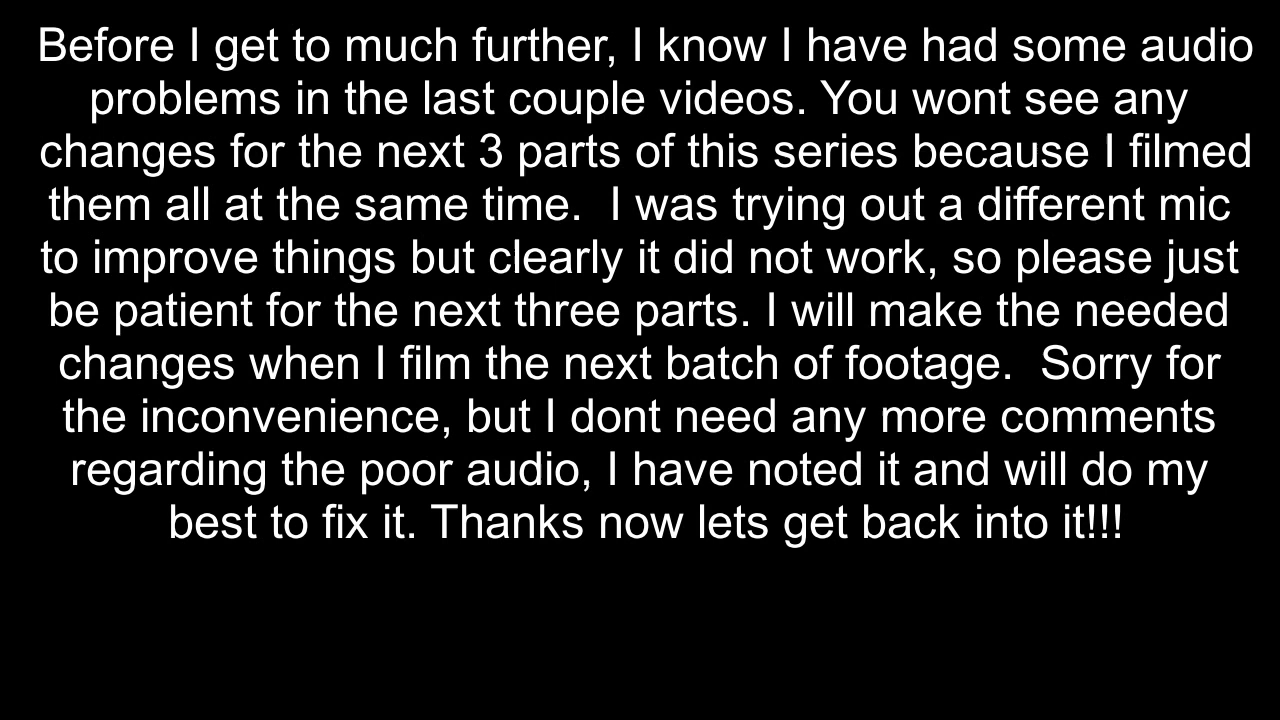 Before I get to much further, I know I have had some audio
problems in the last couple videos. You wont see any
changes for the next 3 parts of this series because I filmed
them all at the same time.  I was trying out a different mic
to improve things but clearly it did not work, so please just
be patient for the next three parts. I will make the needed
changes when I film the next batch of footage.  Sorry for
the inconvenience, but I dont need any more comments
regarding the poor audio, I have noted it and will do my
best to fix it. Thanks now lets get back into it!!!